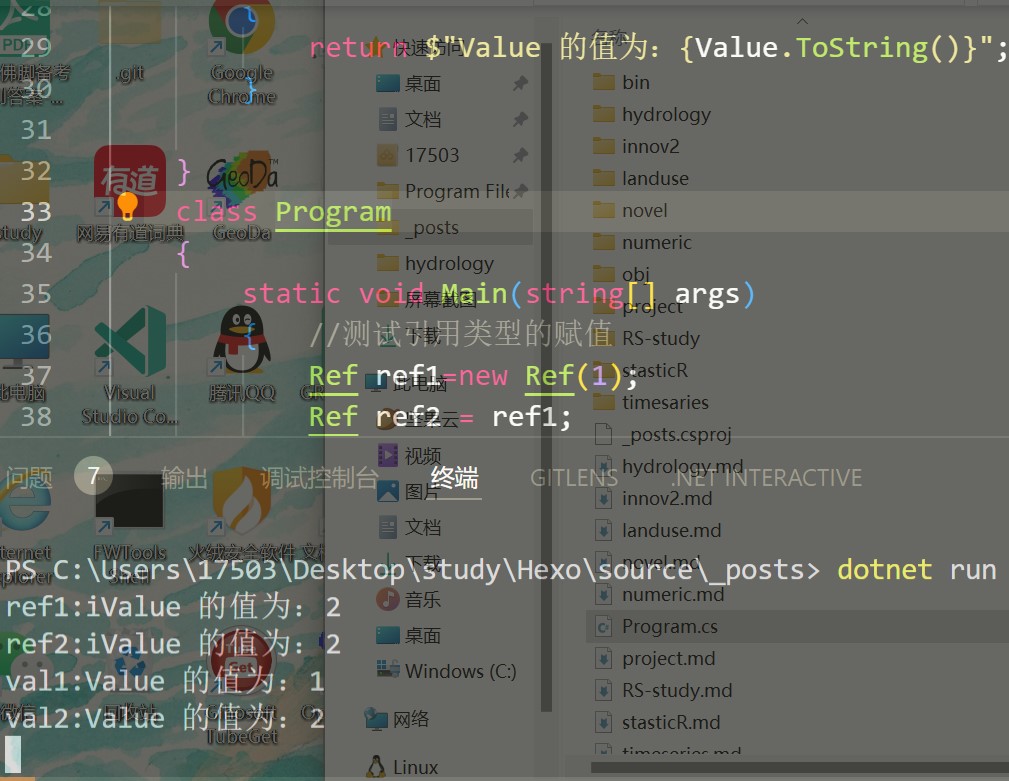 28
29 return $"Value 的值为：{Value.ToString()}";
30 }
31
32 }
33 class Program
34 {
35 static void Main(string[] args)
36 { //测试引用类型的赋值
37 Ref ref1=new Ref(1);
38 Ref ref2 = ref1;
问题 7 输出 调试控制台 终端 GITLENS .NET INTERACTIVE
PS C:\Users\17503\Desktop\study\Hexo\source\_posts> dotnet run
ref1:iValue 的值为：2
ref2:iValue 的值为：2
val1:Value 的值为：1
val2:Value 的值为：2
PDF
.git
Google
Chrome
有道
网易有道词典
GeoDa
GeoDa
study
此电脑
Visual
Studio Co...
腾讯QQ
FWTools
Shell
火绒安全软件
微信
回收站
TubeGet
快速访问
桌面
文档
17503
Program File
_posts
hydrology
屏幕截图
下载
此电脑
视频
图片
文档
下载
音乐
桌面
Windows (C:)
网络
Linux
名称
bin
hydrology
innov2
landuse
novel
numeric
obj
project
RS-study
stasticR
timesaries
_posts.csproj
hydrology.md
innov2.md
landuse.md
novel.md
numeric.md
Program.cs
project.md
RS-study.md
stasticR.md
timeseries.md